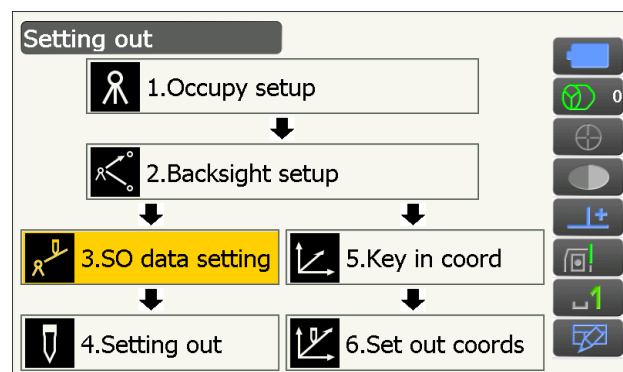 Setting out
1.Occupy setup
0
2.Backsight setup
3.SO data setting
5.Key in coord
1
4.Setting out
6.Set out coords